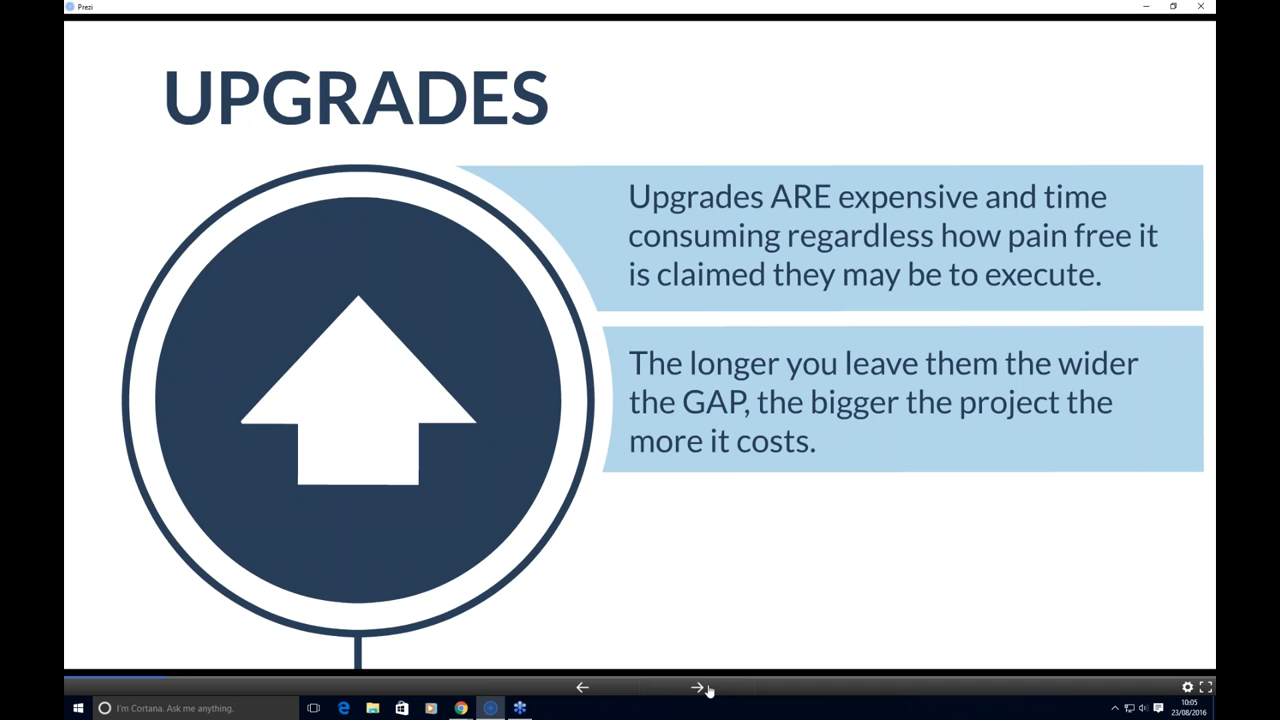 Prezi
UPGRADES
Upgrades ARE expensive and time
consuming regardless how pain free it
is claimed they may be to execute.
The longer you leave them the wider
the GAP, the bigger the project the
more it costs.
I'm Cortana. Ask me anything.
10:05
23/08/2016